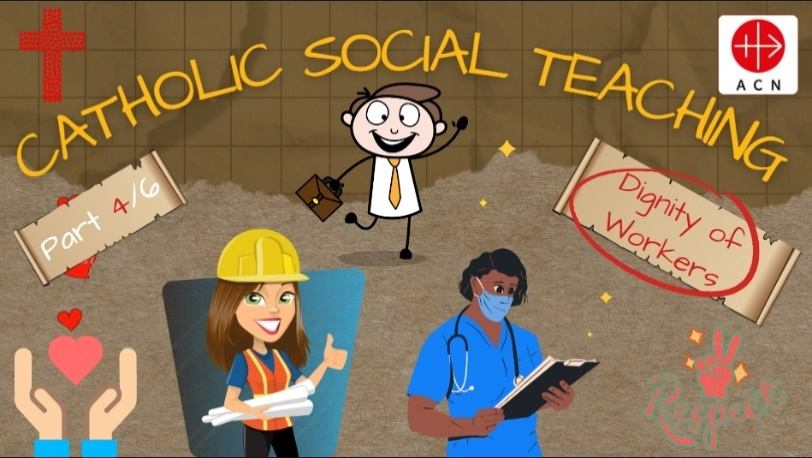 CATHOLIC SOCIAL TEACHING
ACN
Part 4/6
Dignity of
Workers
Respect